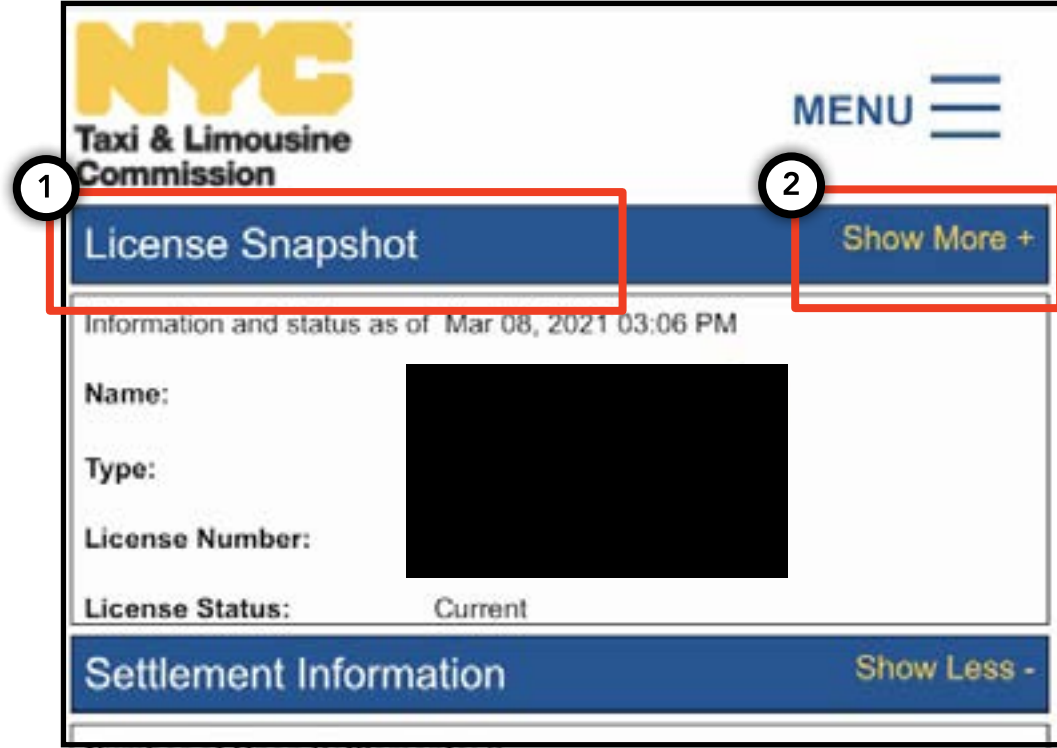 NYC
Taxi & Limousine
Commission
MENU
1
2
License Snapshot
Show More +
Information and status as of Mar 08, 2021 03:06 PM
Name:
Type:
License Number:
License Status: Current
Settlement Information
Show Less -